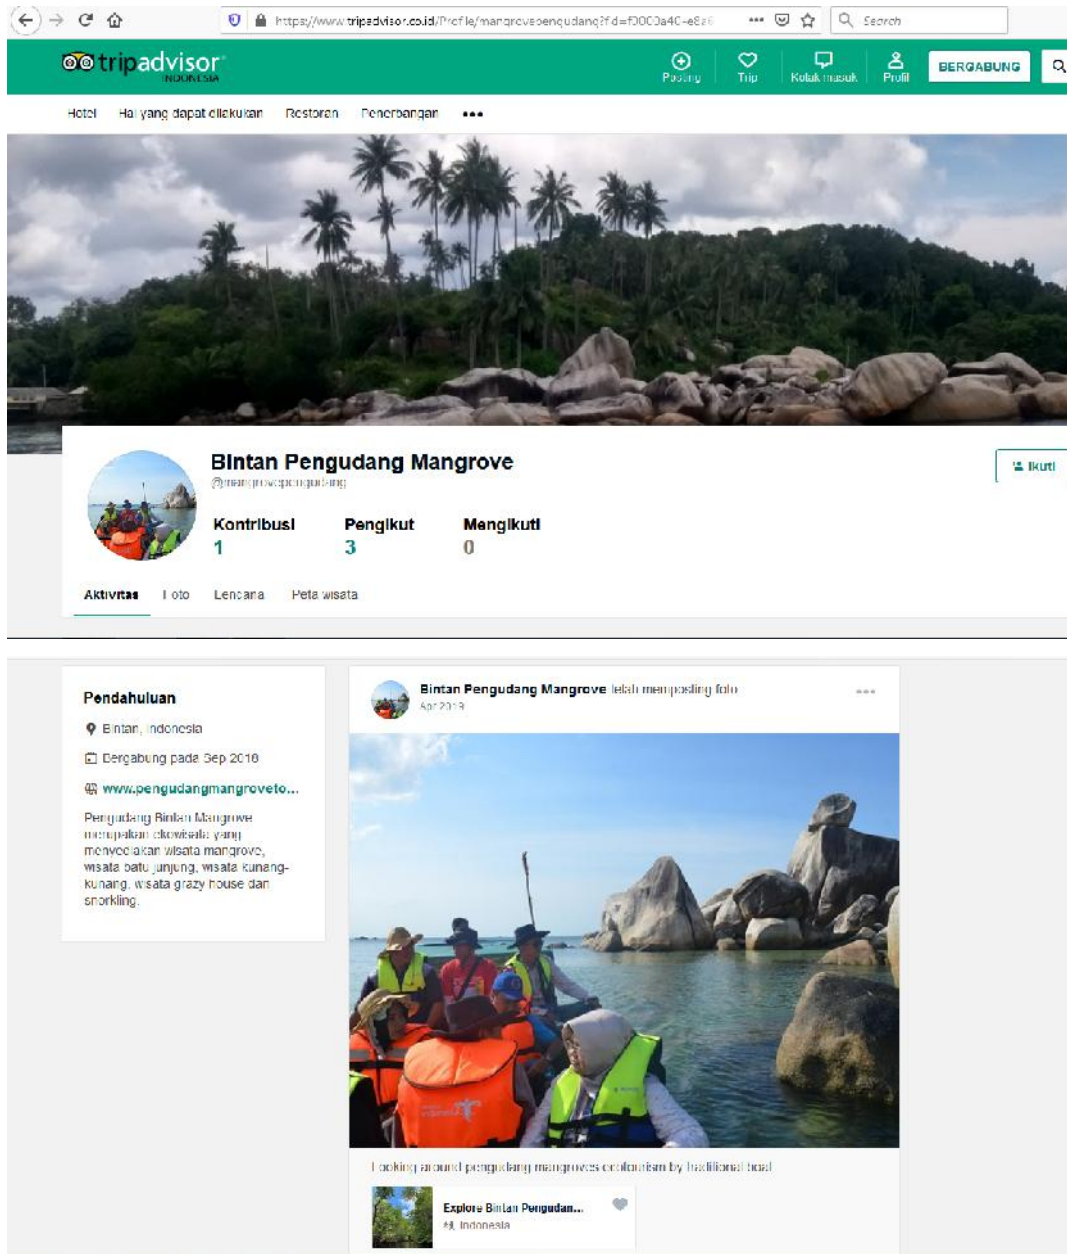 https://www.tripadvisor.co.id/Profile/mangrovepengudang?fid=f0000a40-e8a6
Search
tripadvisor
INDONESIA
Posting
Trip
Kotak masuk
Profil
BERGABUNG
Hotel Hal yang dapat dilakukan Restoran Penerbangan
Bintan Pengudang Mangrove
@mangrovepengudang
Ikuti
Kontribusi Pengikut Mengikuti
1 3 0
Aktivitas Foto Lencana Peta wisata
Pendahuluan
Bintan, Indonesia
Bergabung pada Sep 2018
www.pengudangmangroveto...
Pengudang Bintan Mangrove
merupakan ekowisata yang
menyediakan wisata mangrove,
wisata batu junjung, wisata kunang-
kunang, wisata grazy house dan
snorkling.
Bintan Pengudang Mangrove telah memposting foto
Apr 2019
Looking around pengudang mangroves ecotourism by traditional boat
Explore Bintan Pengudan...
Indonesia